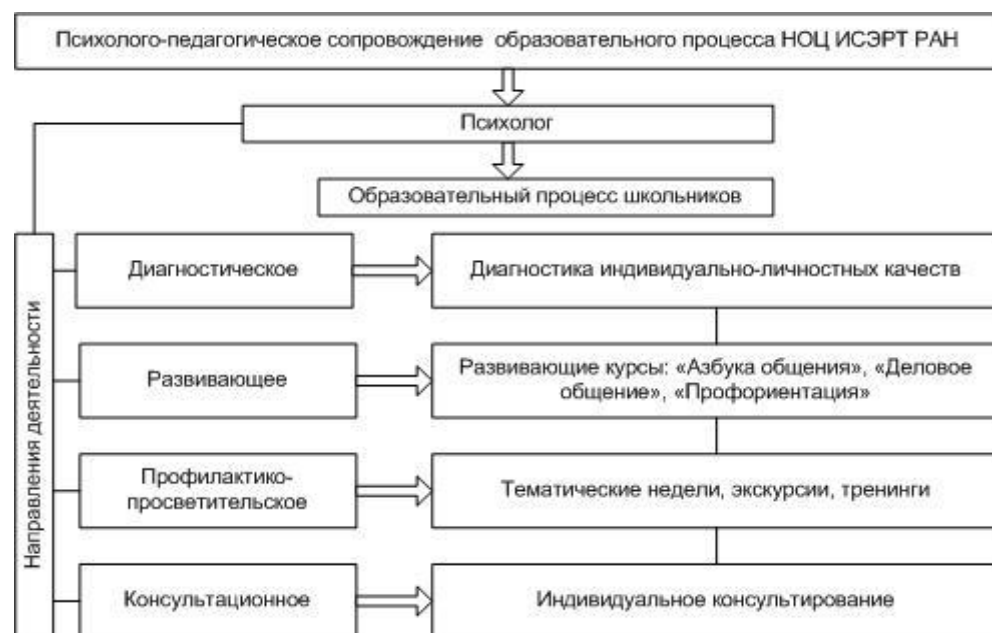 Психолого-педагогическое сопровождение образовательного процесса НОЦ ИСЭРТ РАН
Психолог
Образовательный процесс школьников
Направления деятельности
Диагностическое
Диагностика индивидуально-личностных качеств
Развивающее
Развивающие курсы: «Азбука общения», «Деловое
общение», «Профориентация»
Профилактико-
просветительское
Тематические недели, экскурсии, тренинги
Консультационное
Индивидуальное консультирование